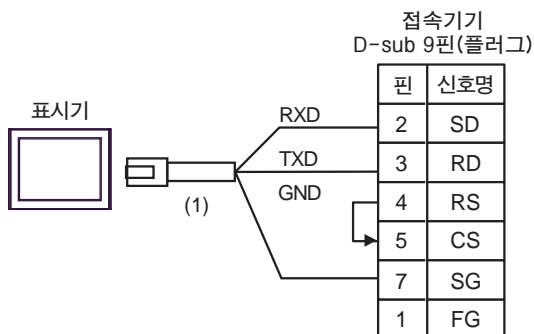 접속기기
D-sub 9핀(플러그)
핀 신호명
표시기
RXD 2 SD
TXD 3 RD
GND 4 RS
(1)
5 CS
7 SG
1 FG